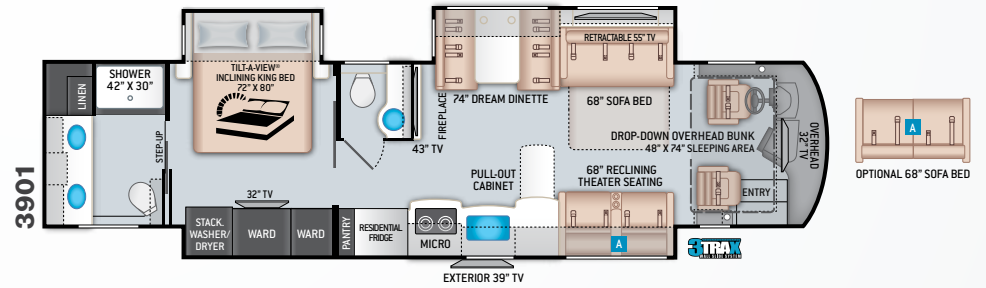 3901
LINEN
SHOWER
42" X 30"
STEP-UP
TILT-A-VIEW®
INCLINING KING BED
72" X 80"
32" TV
STACK.
WASHER/
DRYER
WARD
WARD
PANTRY
RESIDENTIAL
FRIDGE
MICRO
FIREPLACE
43" TV
74" DREAM DINETTE
RETRACTABLE 55" TV
68" SOFA BED
PULL-OUT
CABINET
DROP-DOWN OVERHEAD BUNK
48" X 74" SLEEPING AREA
68" RECLINING
THEATER SEATING
A
ENTRY
OVERHEAD
32" TV
EXTERIOR 39" TV
3TRAX
WALL SLIDE SYSTEM
A
OPTIONAL 68" SOFA BED